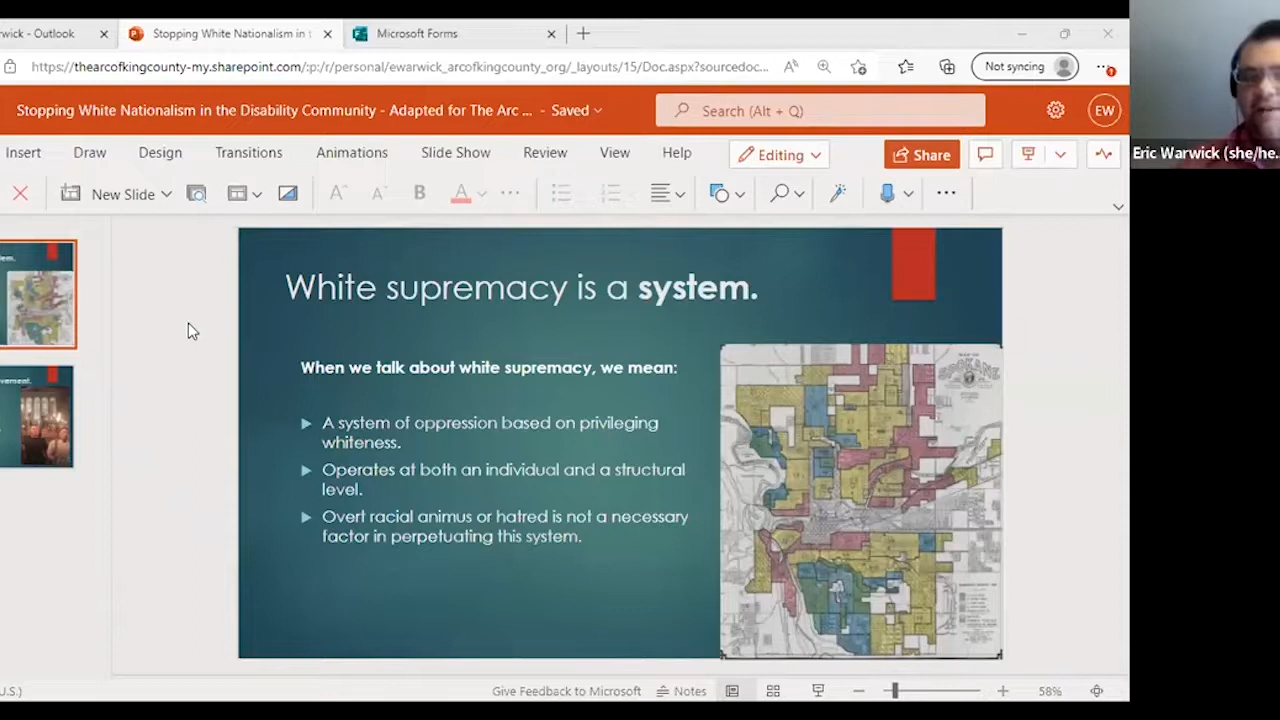 rwick - Outlook
Stopping White Nationalism in t
Microsoft Forms
https://thearcofkingcounty-my.sharepoint.com/:p:/r/personal/ewarwick_arcofkingcounty_org/_layouts/15/Doc.aspx?sourcedoc...
Not syncing
Stopping White Nationalism in the Disability Community - Adapted for The Arc ... - Saved
Search (Alt + Q)
EW
Eric Warwick (she/he...
Insert Draw Design Transitions Animations Slide Show Review View Help Editing Share
New Slide
White supremacy is a system.
When we talk about white supremacy, we mean:
A system of oppression based on privileging
whiteness.
Operates at both an individual and a structural
level.
Overt racial animus or hatred is not a necessary
factor in perpetuating this system.
SPOKANE
U.S.)
Give Feedback to Microsoft
Notes
58%